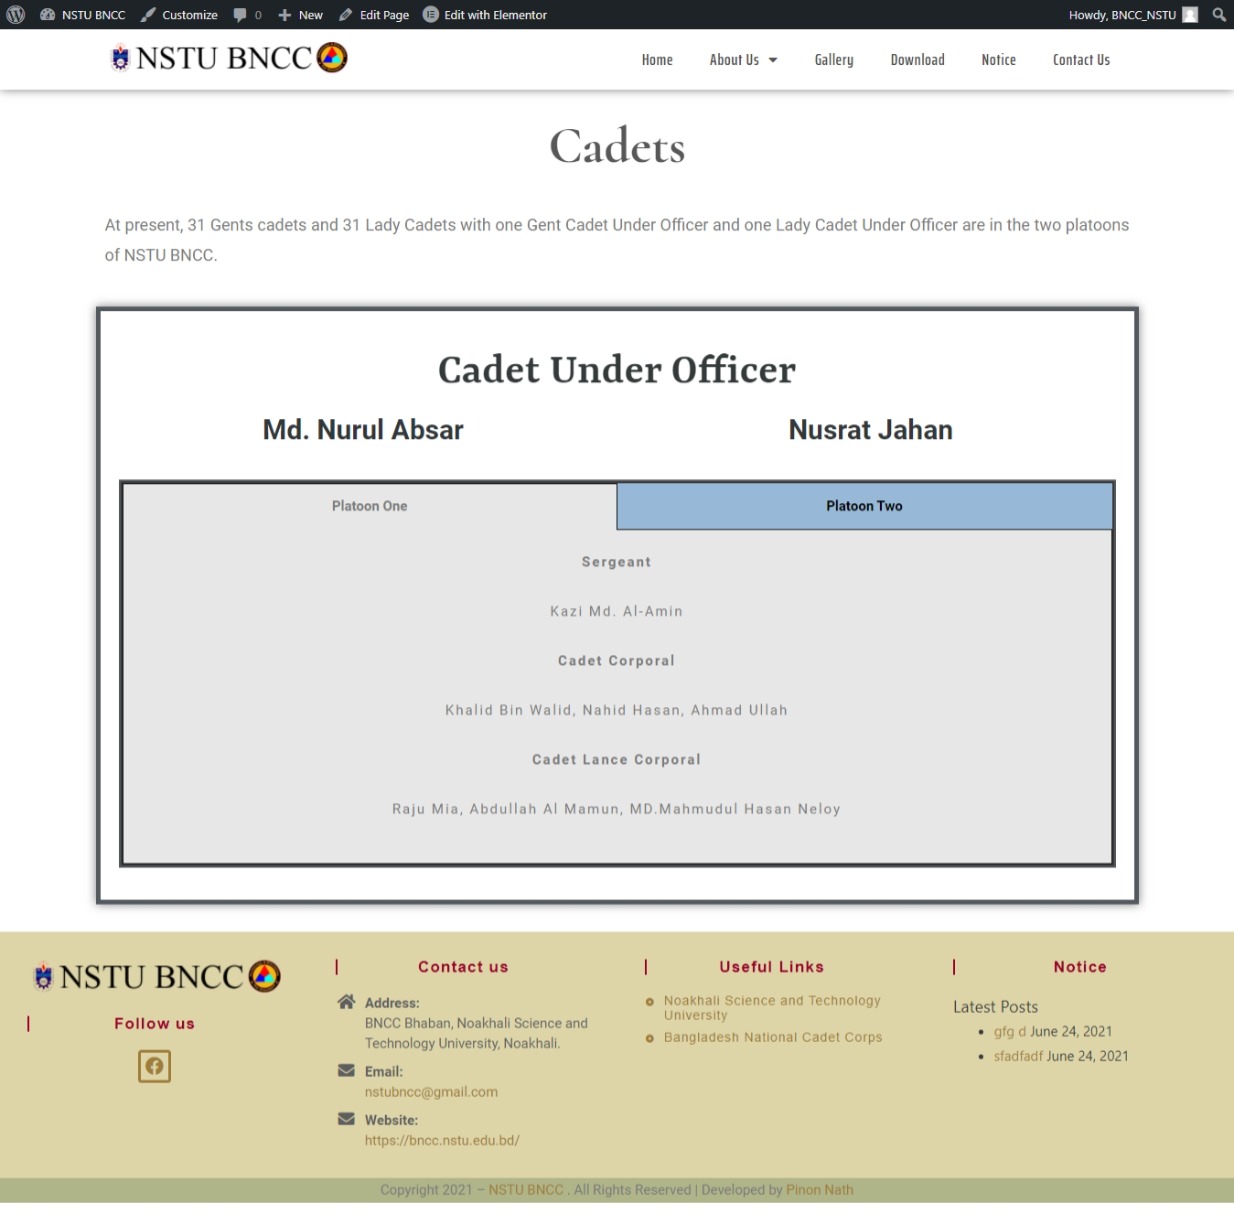 NSTU BNCC Customize 0 New Edit Page Edit with Elementor Howdy, BNCC_NSTU
NSTU BNCC
Home About Us Gallery Download Notice Contact Us
Cadets
At present, 31 Gents cadets and 31 Lady Cadets with one Gent Cadet Under Officer and one Lady Cadet Under Officer are in the two platoons
of NSTU BNCC.
Cadet Under Officer
Md. Nurul Absar Nusrat Jahan
Platoon One Platoon Two
Sergeant
Kazi Md. Al-Amin
Cadet Corporal
Khalid Bin Walid, Nahid Hasan, Ahmad Ullah
Cadet Lance Corporal
Raju Mia, Abdullah Al Mamun, MD.Mahmudul Hasan Neloy
NSTU BNCC
Follow us
Contact us
Address:
BNCC Bhaban, Noakhali Science and
Technology University, Noakhali.
Email:
nstubncc@gmail.com
Website:
https://bncc.nstu.edu.bd/
Useful Links
Noakhali Science and Technology
University
Bangladesh National Cadet Corps
Notice
Latest Posts
gfg d June 24, 2021
sfadfadf June 24, 2021
Copyright 2021 – NSTU BNCC . All Rights Reserved | Developed by Pinon Nath